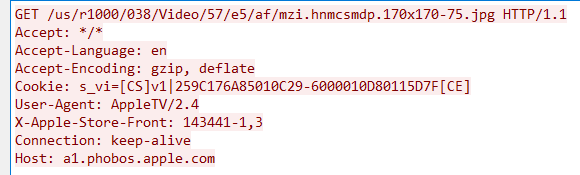 GET /us/r1000/038/Video/57/e5/af/mzi.hnmcsmdp.170x170-75.jpg HTTP/1.1
Accept: */*
Accept-Language: en
Accept-Encoding: gzip, deflate
Cookie: s_vi=[CS]v1|259C176A85010C29-6000010D80115D7F[CE]
User-Agent: AppleTV/2.4
X-Apple-Store-Front: 143441-1,3
Connection: keep-alive
Host: a1.phobos.apple.com